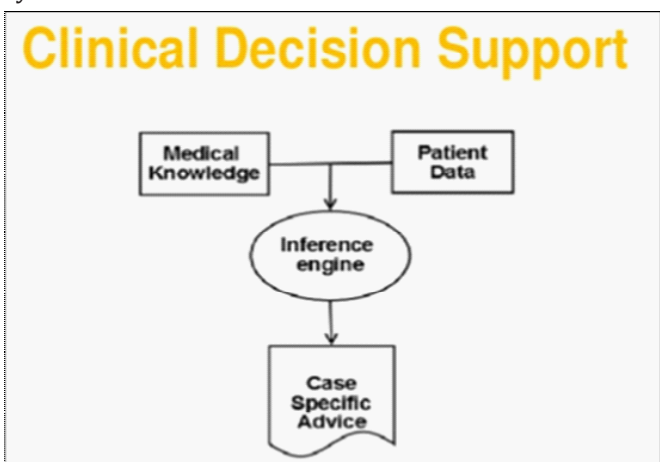 Clinical Decision Support
Medical
Knowledge
Patient
Data
Inference
engine
Case
Specific
Advice